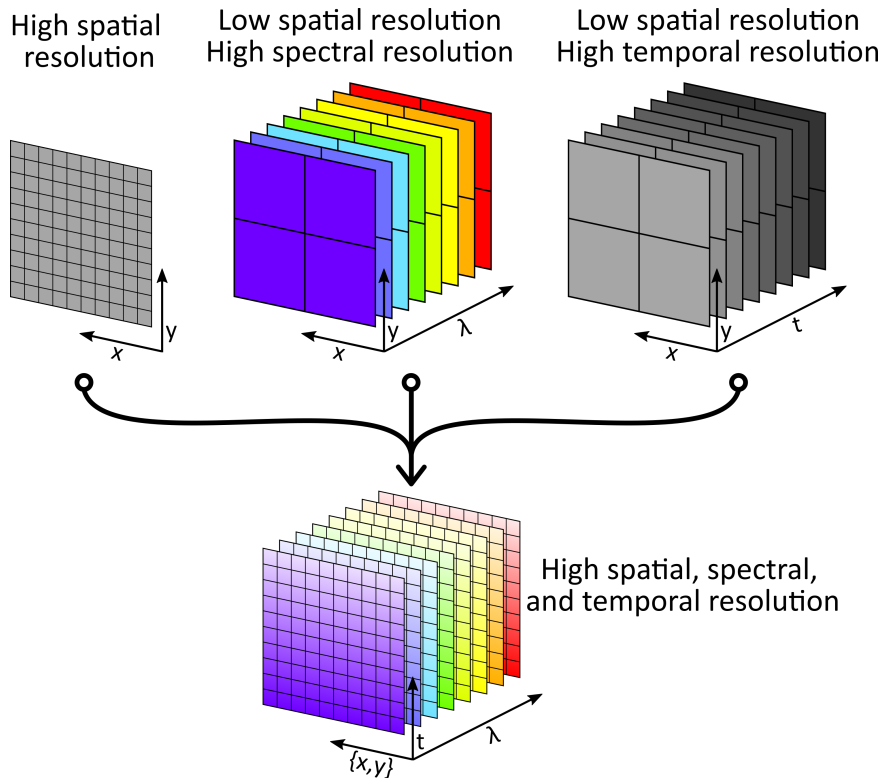 High spatial
resolution
Low spatial resolution
High spectral resolution
Low spatial resolution
High temporal resolution
x
y
x
y
λ
x
y
t
High spatial, spectral,
and temporal resolution
{x,y}
t
λ